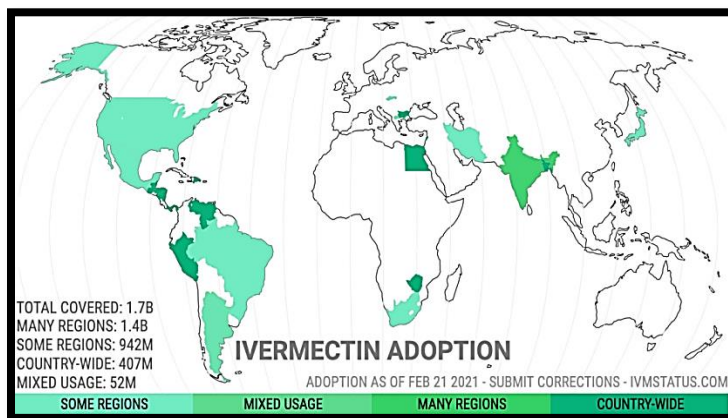 TOTAL COVERED: 1.7B
MANY REGIONS: 1.4B
SOME REGIONS: 942M
COUNTRY-WIDE: 407M
MIXED USAGE: 52M
IVERMECTIN ADOPTION
ADOPTION AS OF FEB 21 2021 - SUBMIT CORRECTIONS - IVMSTATUS.COM
SOME REGIONS MIXED USAGE MANY REGIONS COUNTRY-WIDE